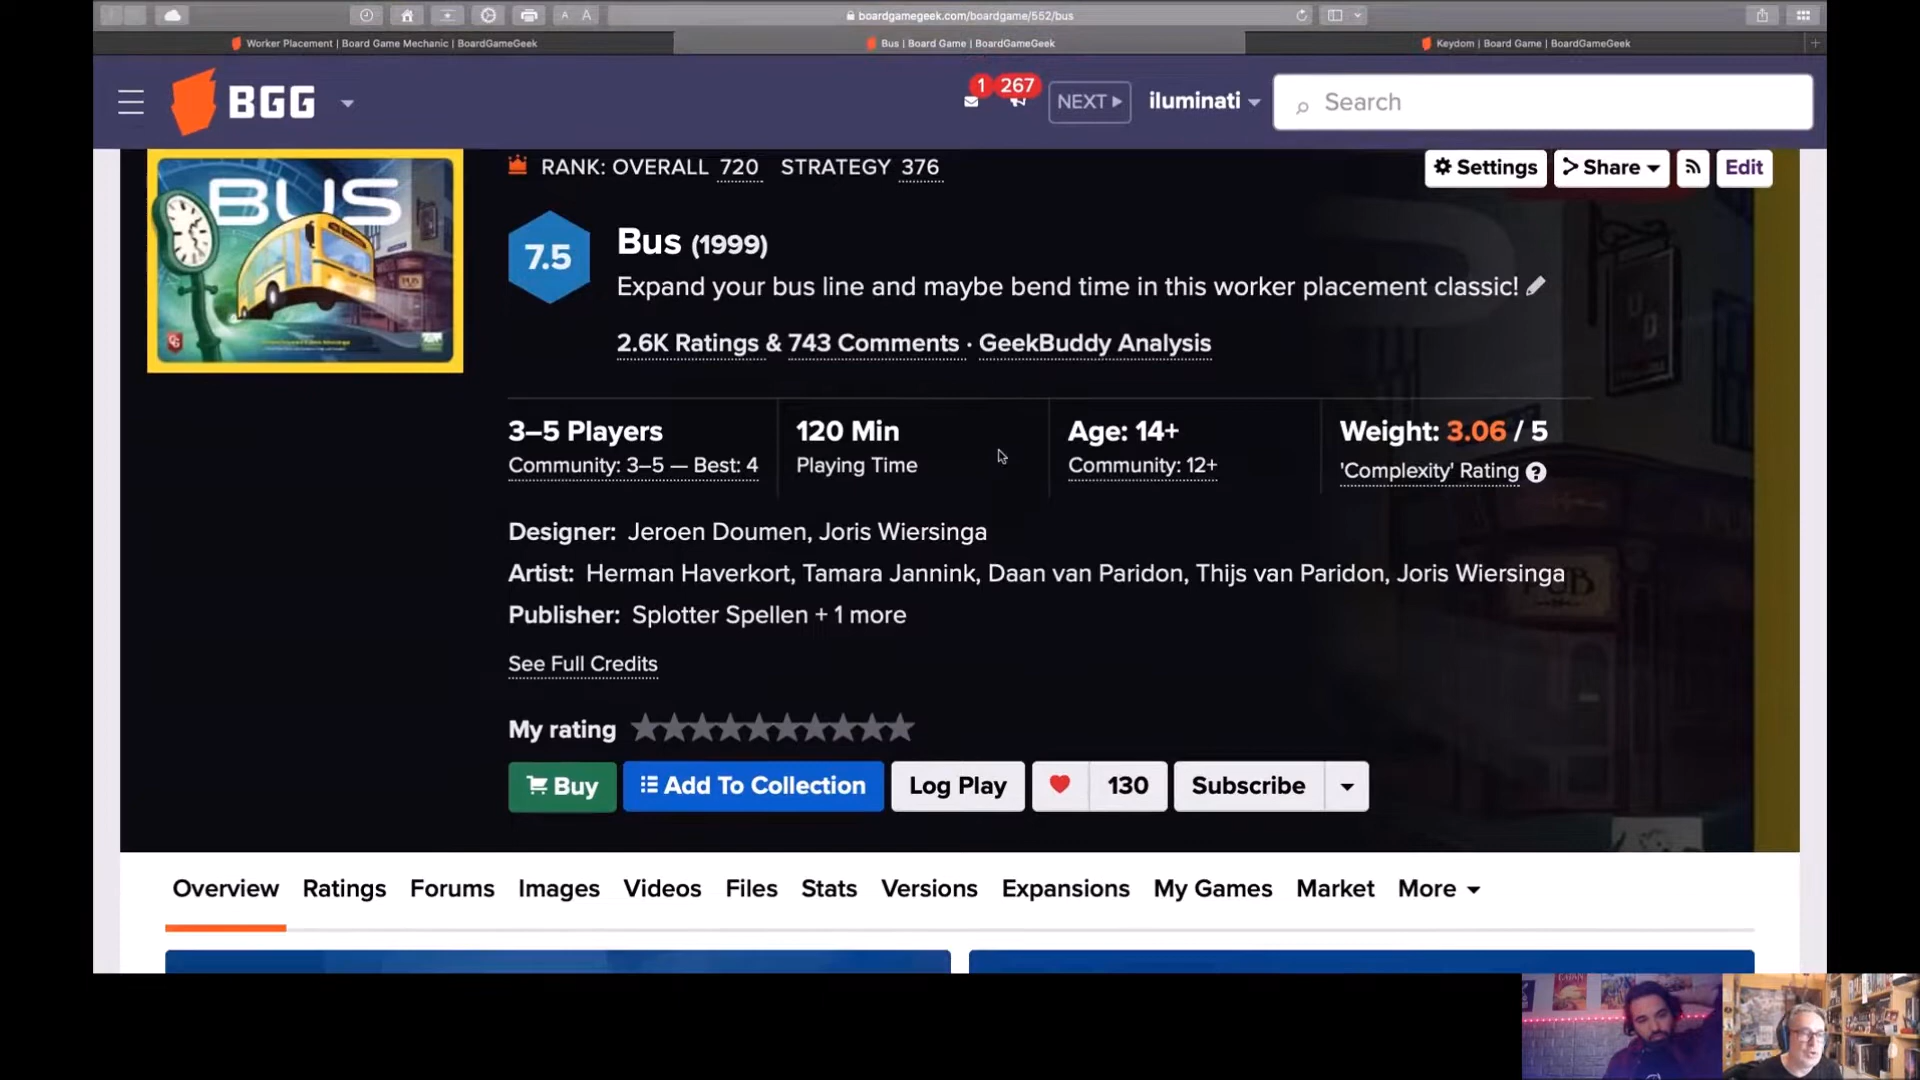 A A
boardgamegeek.com/boardgame/552/bus
Worker Placement | Board Game Mechanic | BoardGameGeek
Bus | Board Game | BoardGameGeek
Keydom | Board Game | BoardGameGeek
BGG
1 267
NEXT
iluminati
Search
BUS
RANK: OVERALL 720 STRATEGY 376
Settings
Share
Edit
7.5
Bus (1999)
Expand your bus line and maybe bend time in this worker placement classic!
2.6K Ratings & 743 Comments · GeekBuddy Analysis
3–5 Players
Community: 3–5 — Best: 4
120 Min
Playing Time
Age: 14+
Community: 12+
Weight: 3.06 / 5
'Complexity' Rating ?
Designer: Jeroen Doumen, Joris Wiersinga
Artist: Herman Haverkort, Tamara Jannink, Daan van Paridon, Thijs van Paridon, Joris Wiersinga
Publisher: Splotter Spellen + 1 more
PUB
See Full Credits
My rating
Buy
Add To Collection
Log Play
130
Subscribe
Overview Ratings Forums Images Videos Files Stats Versions Expansions My Games Market More